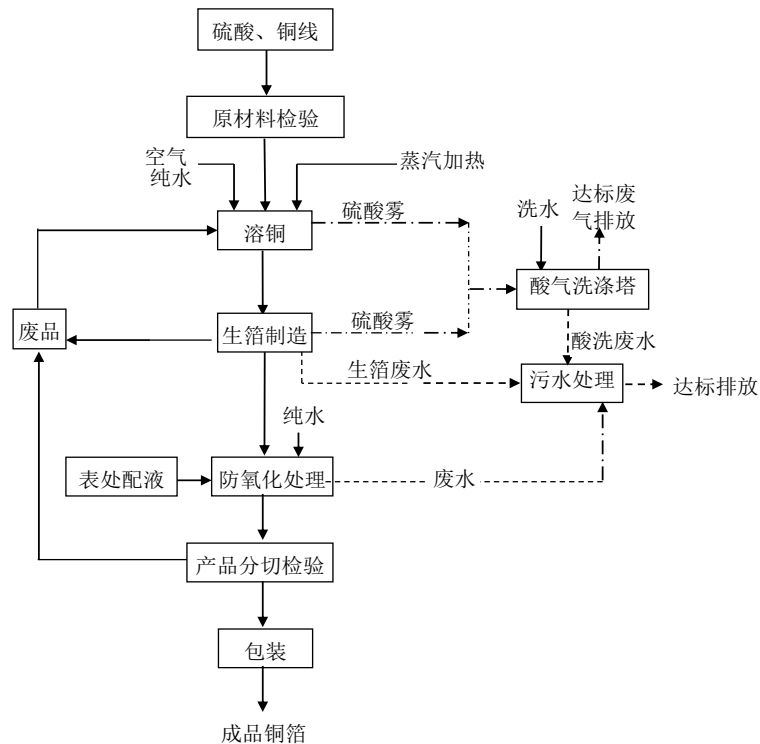 硫酸、铜线
原材料检验
空气
纯水
蒸汽加热
溶铜
硫酸雾
洗水
达标废
气排放
酸气洗涤塔
废品
生箔制造
硫酸雾
酸洗废水
生箔废水
污水处理
达标排放
纯水
表处配液
防氧化处理
废水
产品分切检验
包装
成品铜箔